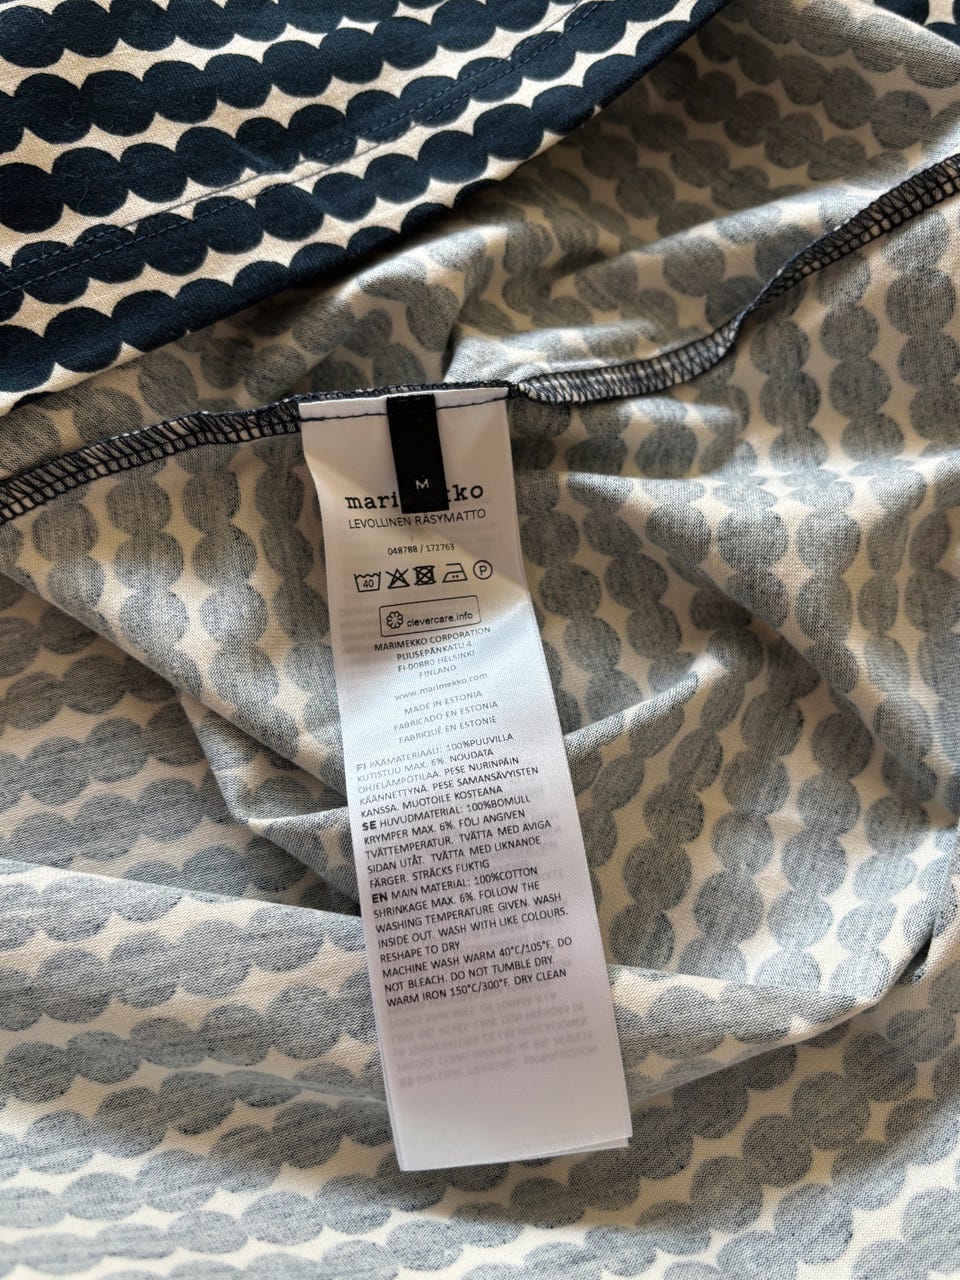 M
mari kko
LEVOLLINEN RÄSYMATTO
048788 / 172763
40 P
clevercare.info
MARIMEKKO CORPORATION
PUUSEPÄNKATU 4
FI-00880 HELSINKI
FINLAND
www.marimekko.com
MADE IN ESTONIA
FABRICADO EN ESTONIA
FABRIQUÉ EN ESTONIE
FI PÄÄMATERIAALI: 100%PUUVILLA
KUTISTUU MAX. 6%. NOUDATA
OHJELÄMPÖTILAA. PESE NURINPÄIN
KÄÄNNETTYNÄ. PESE SAMANSÄVYISTEN
KANSSA. MUOTOILE KOSTEANA
SE HUVUDMATERIAL: 100%BOMULL
KRYMPER MAX. 6%. FÖLJ ANGIVEN
TVÄTTEMPERATUR. TVÄTTA MED AVIGA
SIDAN UTÅT. TVÄTTA MED LIKNANDE
FÄRGER. STRÄCKS FUKTIG
EN MAIN MATERIAL: 100%COTTON
SHRINKAGE MAX. 6%. FOLLOW THE
WASHING TEMPERATURE GIVEN. WASH
INSIDE OUT. WASH WITH LIKE COLOURS.
RESHAPE TO DRY
MACHINE WASH WARM 40°C/105°F. DO
NOT BLEACH. DO NOT TUMBLE DRY.
WARM IRON 150°C/300°F. DRY CLEAN